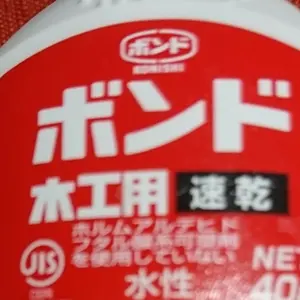 ボンド
KONISHI
ボンド
木工用 速乾
ホルムアルデヒド
フタル酸系可塑剤
を使用していない
JIS
水性
NE
40